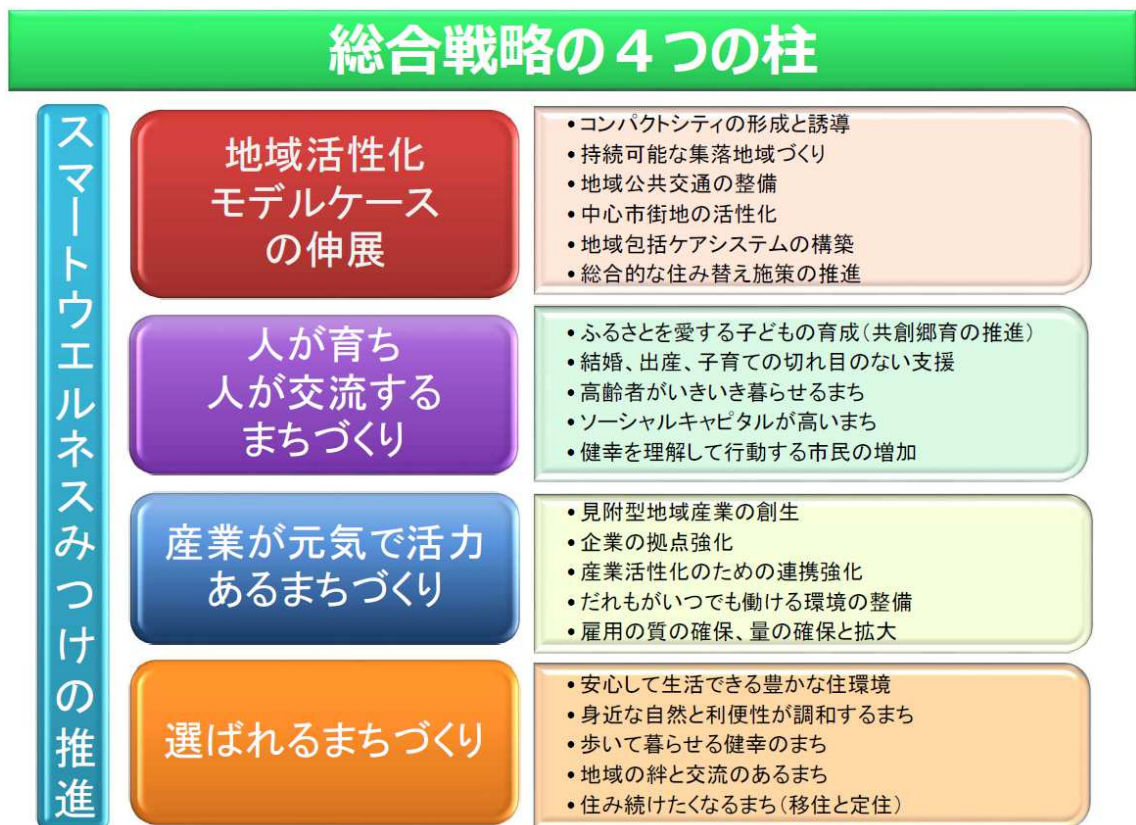 総合戦略の４つの柱
スマートウエルネスみつけの推進
地域活性化
モデルケース
の伸展
•コンパクトシティの形成と誘導
•持続可能な集落地域づくり
•地域公共交通の整備
•中心市街地の活性化
•地域包括ケアシステムの構築
•総合的な住み替え施策の推進
人が育ち
人が交流する
まちづくり
•ふるさとを愛する子どもの育成（共創郷育の推進）
•結婚、出産、子育ての切れ目のない支援
•高齢者がいきいき暮らせるまち
•ソーシャルキャピタルが高いまち
•健幸を理解して行動する市民の増加
産業が元気で活力
あるまちづくり
•見附型地域産業の創生
•企業の拠点強化
•産業活性化のための連携強化
•だれもがいつでも働ける環境の整備
•雇用の質の確保、量の確保と拡大
選ばれるまちづくり
•安心して生活できる豊かな住環境
•身近な自然と利便性が調和するまち
•歩いて暮らせる健幸のまち
•地域の絆と交流のあるまち
•住み続けたくなるまち（移住と定住）